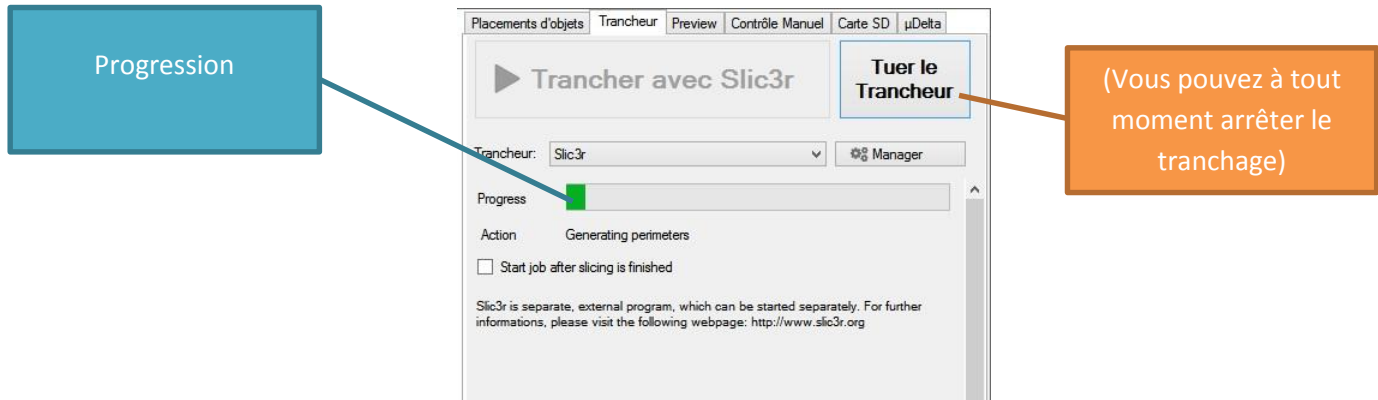 Placements d'objets Trancheur Preview Contrôle Manuel Carte SD µDelta
Progression
Trancher avec Slic3r
Tuer le
Trancheur
(Vous pouvez à tout
moment arrêter le
tranchage)
Trancheur: Slic3r Manager
Progress
Action Generating perimeters
Start job after slicing is finished
Slic3r is separate, external program, which can be started separately. For further
informations, please visit the following webpage: http://www.slic3r.org